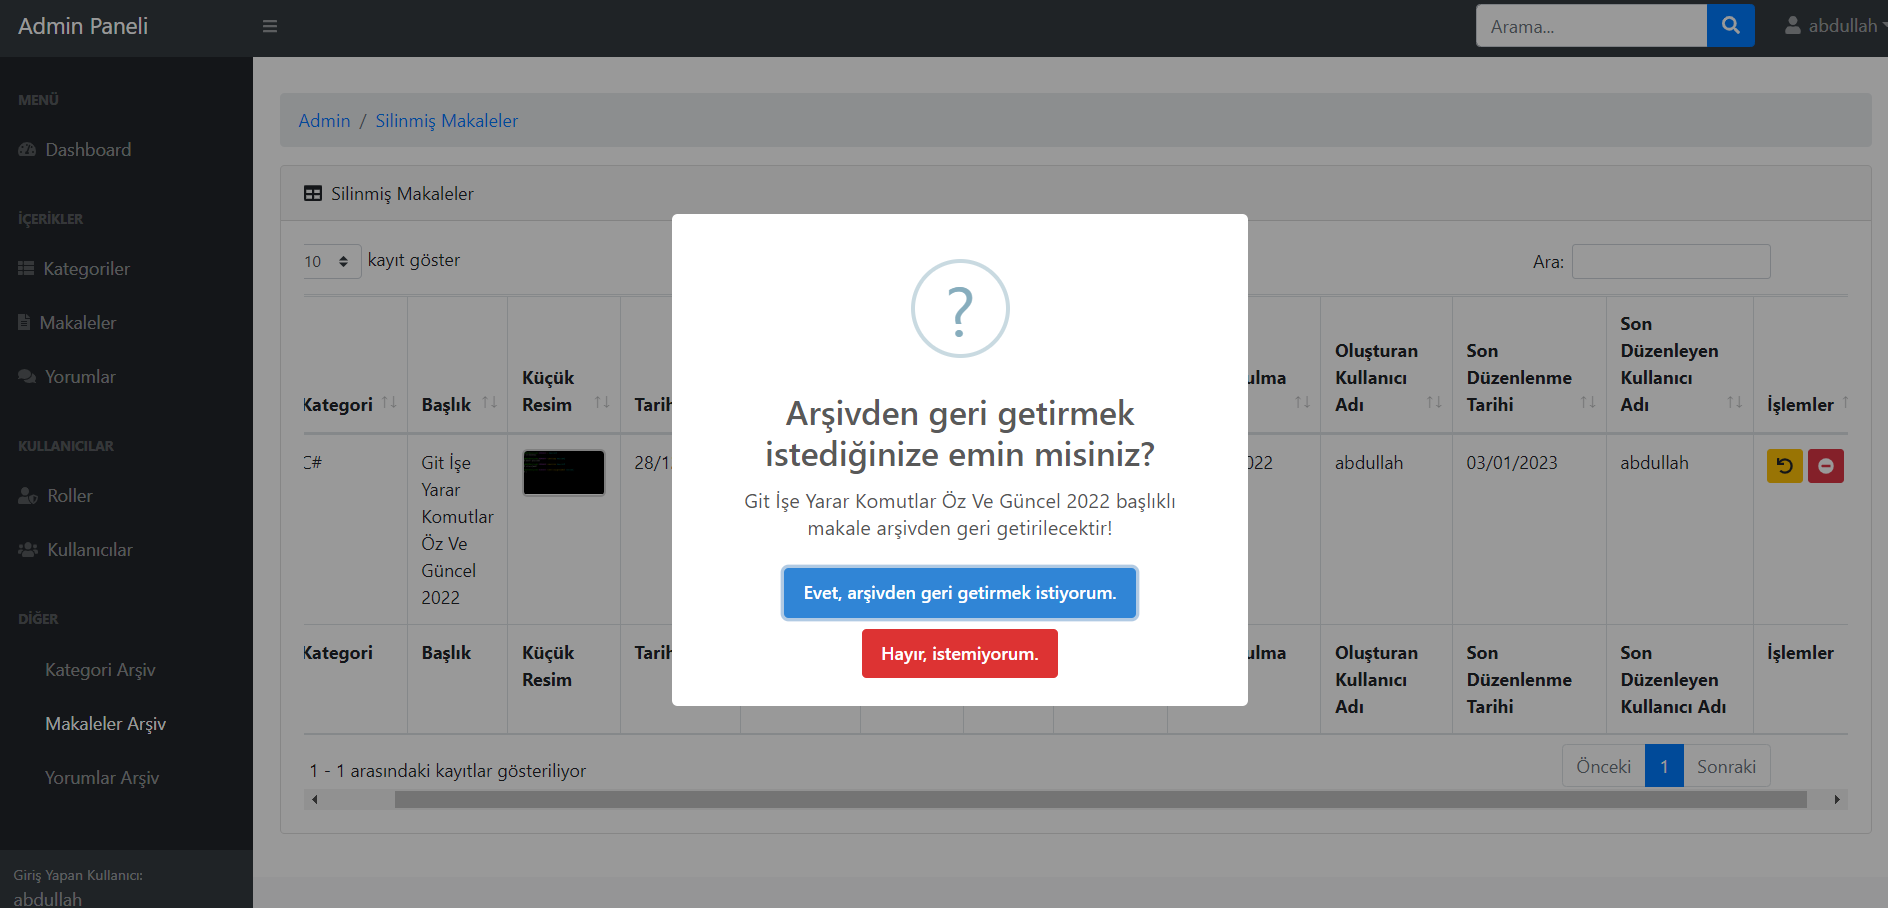 Admin Paneli
Arama...
abdullah
MENÜ
Dashboard
İÇERİKLER
Kategoriler
Makaleler
Yorumlar
KULLANICILAR
Roller
Kullanıcılar
DİĞER
Kategori Arşiv
Makaleler Arşiv
Yorumlar Arşiv
Giriş Yapan Kullanıcı:
abdullah
Admin / Silinmiş Makaleler
Silinmiş Makaleler
10 kayıt göster
Ara:
Kategori
Başlık
Küçük
Resim
Tarih
ulma
Oluşturan
Kullanıcı
Adı
Son
Düzenlenme
Tarihi
Son
Düzenleyen
Kullanıcı
Adı
İşlemler
C#
Git İşe
Yarar
Komutlar
Öz Ve
Güncel
2022
28/1
022
abdullah
03/01/2023
abdullah
Kategori
Başlık
Küçük
Resim
Tarih
ulma
Oluşturan
Kullanıcı
Adı
Son
Düzenlenme
Tarihi
Son
Düzenleyen
Kullanıcı Adı
İşlemler
1 - 1 arasındaki kayıtlar gösteriliyor
Önceki
1
Sonraki
?
Arşivden geri getirmek
istediğinize emin misiniz?
Git İşe Yarar Komutlar Öz Ve Güncel 2022 başlıklı
makale arşivden geri getirilecektir!
Evet, arşivden geri getirmek istiyorum.
Hayır, istemiyorum.